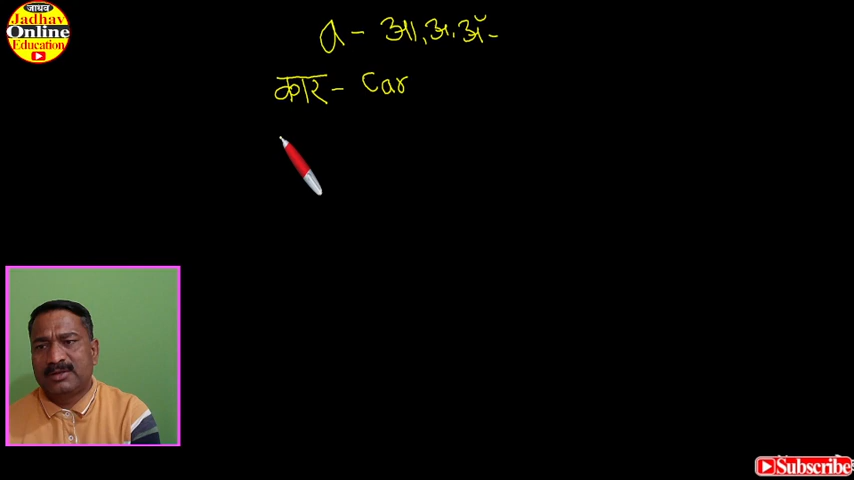 जाधव
Jadhav
Online
Education
a - आ, अ, ॲ -
कार - Car
Subscribe